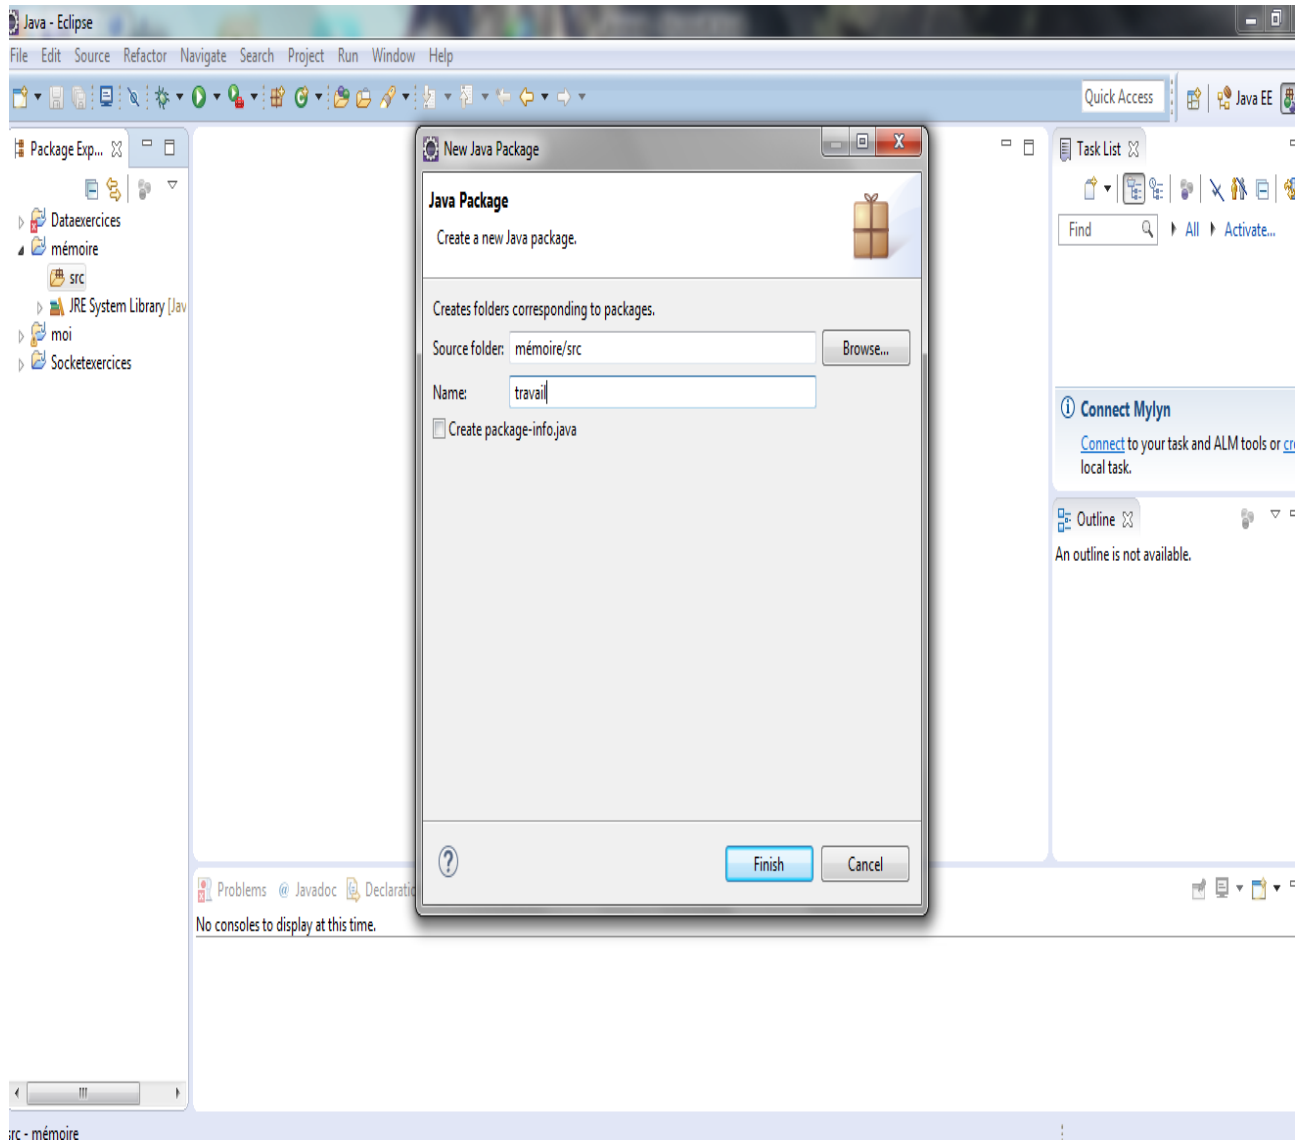 Java - Eclipse
File Edit Source Refactor Navigate Search Project Run Window Help
Quick Access
Java EE
Package Exp...
Dataexercices
mémoire
src
JRE System Library [Jav
moi
Socketexercices
New Java Package
Java Package
Create a new Java package.
Creates folders corresponding to packages.
Source folder: mémoire/src Browse...
Name: travail
Create package-info.java
? Finish Cancel
Task List
Find All Activate...
Connect Mylyn
Connect to your task and ALM tools or cre
local task.
Outline
An outline is not available.
Problems @ Javadoc Declaratio
No consoles to display at this time.
src - mémoire